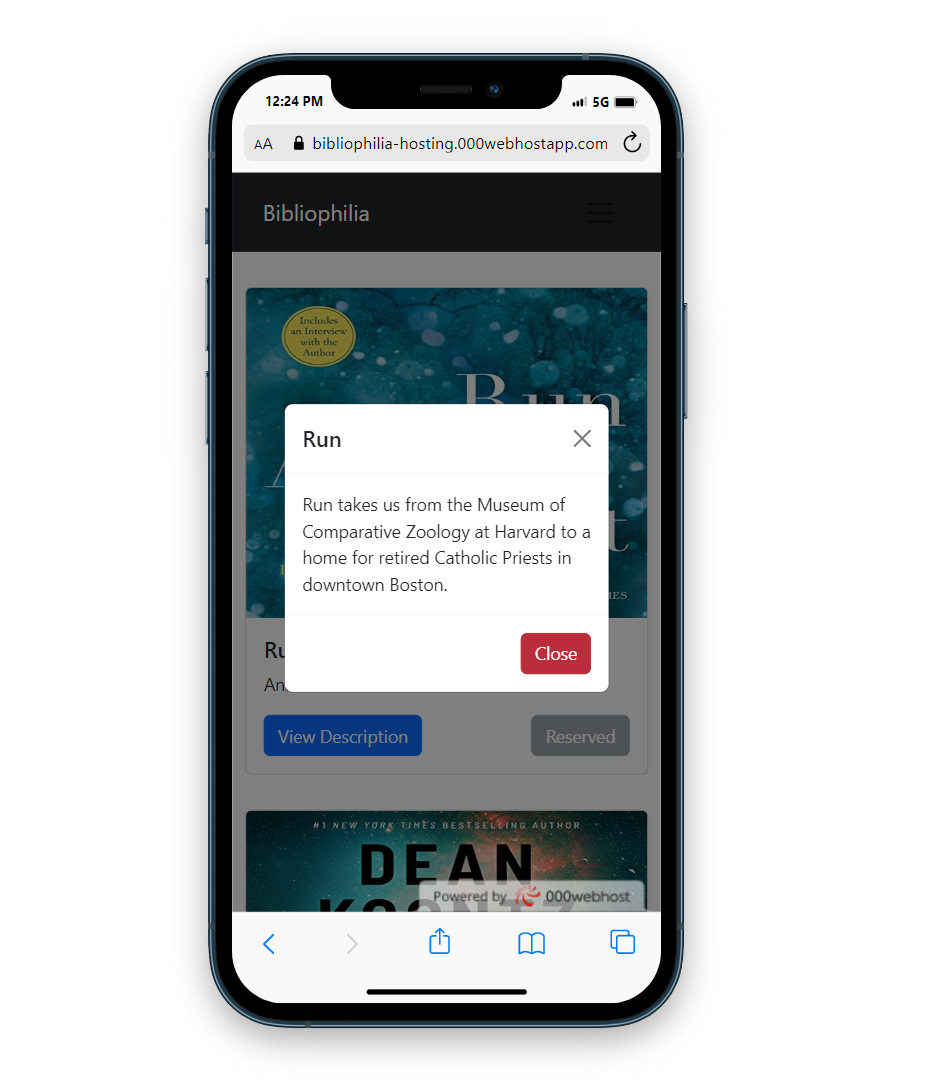 12:24 PM
5G
AA
bibliophilia-hosting.000webhostapp.com
Bibliophilia
Includes
an Interview
with the
Author
Run
Run
Run takes us from the Museum of
Comparative Zoology at Harvard to a
home for retired Catholic Priests in
downtown Boston.
Close
View Description
Reserved
#1 NEW YORK TIMES BESTSELLING AUTHOR
DEAN
KOONTZ
Powered by 000webhost